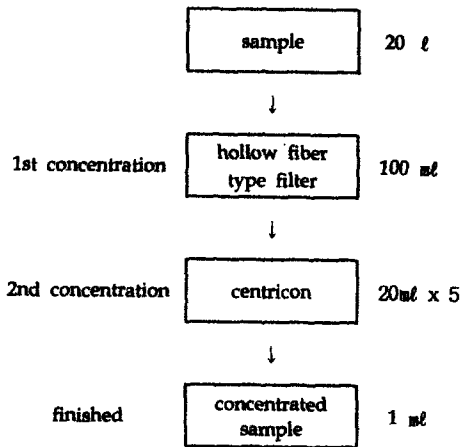 sample 20 ℓ
↓
1st concentration hollow fiber type filter 100 ㎖
↓
2nd concentration centricon 20㎖ x 5
↓
finished concentrated sample 1 ㎖